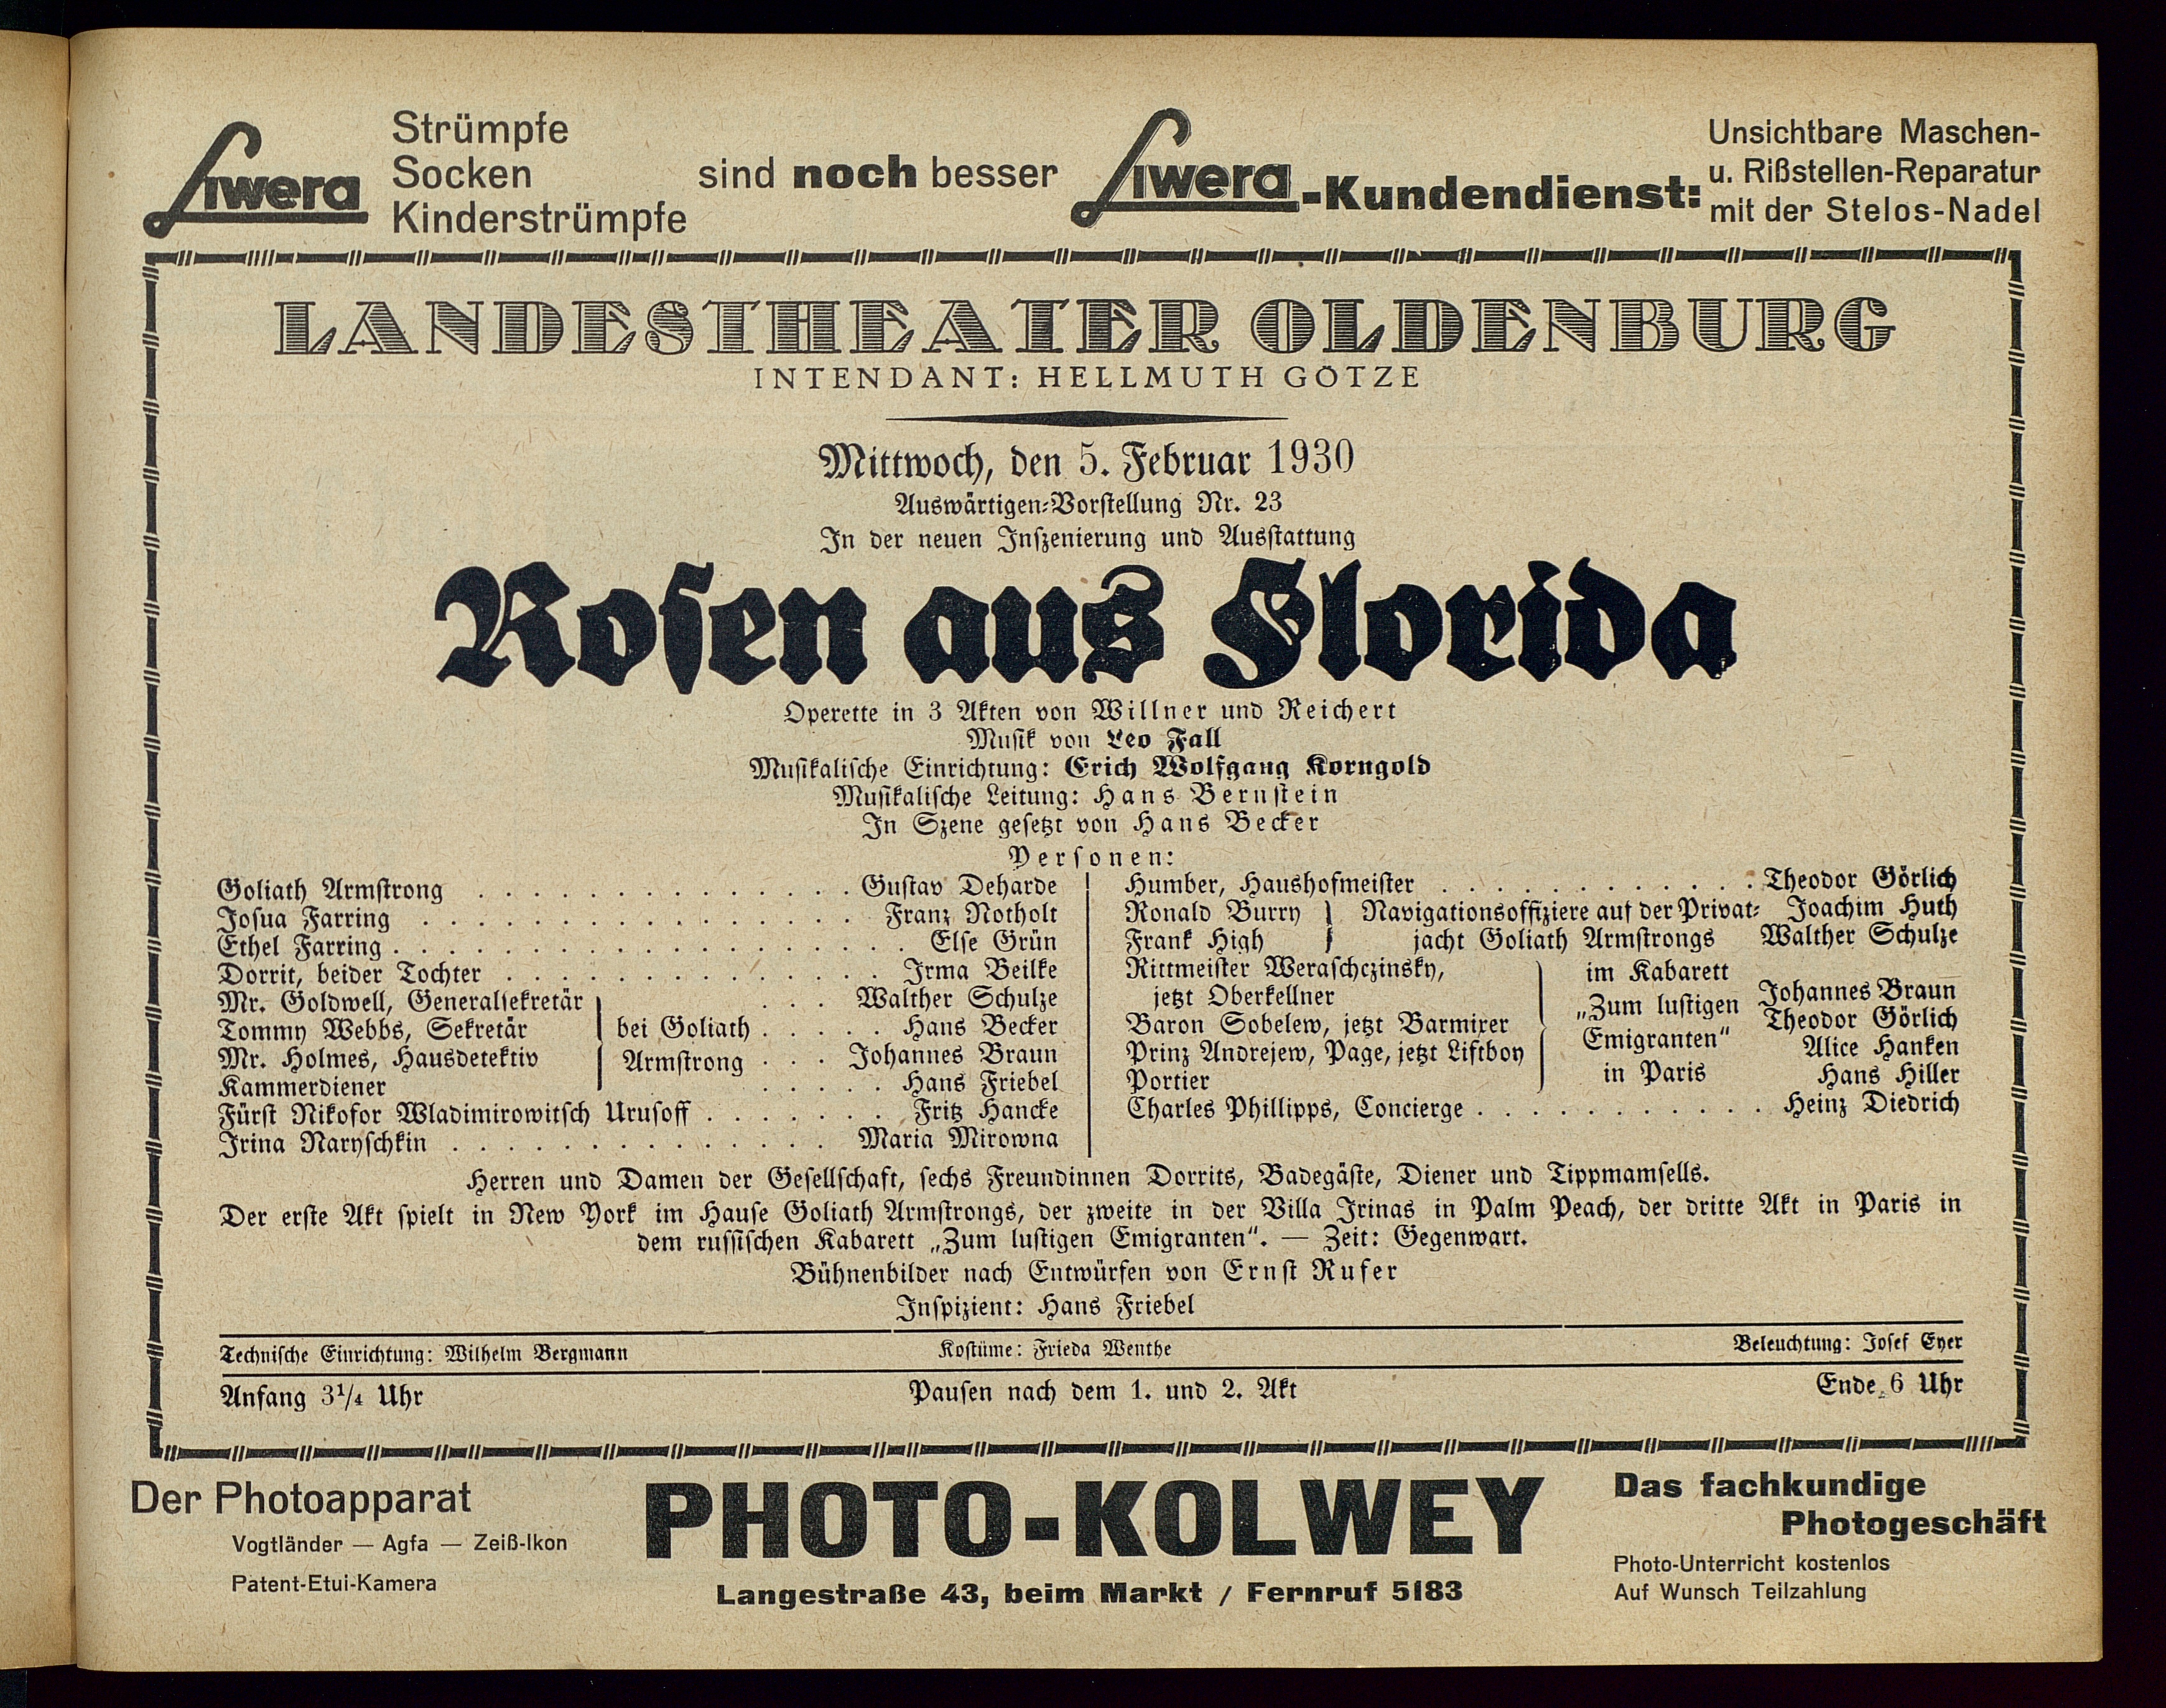 Siwera
Strümpfe
Socken
Kinderstrümpfe
sind noch besser
Siwera-Kundendienst:
Unsichtbare Maschen-
u. Rißstellen-Reparatur
mit der Stelos-Nadel
LANDESTHEATER OLDENBURG
INTENDANT: HELLMUTH GÖTZE
Mittwoch, den 5. Februar 1930
Auswärtigen-Vorstellung Nr. 23
In der neuen Inszenierung und Ausstattung
Rosen aus Florida
Operette in 3 Akten von Willner und Reichert
Musik von Leo Fall
Musikalische Einrichtung: Erich Wolfgang Korngold
Musikalische Leitung: Hans Bernstein
In Szene gesetzt von Hans Becker
Personen:
Goliath Armstrong . . . . . . . . . . . . . . Gustav Deharde
Josua Farring . . . . . . . . . . . . . . . . Franz Notholt
Ethel Farring . . . . . . . . . . . . . . . . . . . Else Grün
Dorrit, beider Tochter . . . . . . . . . . . . . . Irma Beilke
Mr. Goldwell, Generalsekretär . . . Walther Schulze
Tommy Webbs, Sekretär bei Goliath . . . . . Hans Becker
Mr. Holmes, Hausdetektiv Armstrong . . . Johannes Braun
Kammerdiener . . . . . Hans Friebel
Fürst Nikofor Wladimirowitsch Urusoff . . . . . . . Fritz Hancke
Irina Naryschkin . . . . . . . . . . . . . . Maria Mirowna
Humber, Haushofmeister . . . . . . . . . . . . Theodor Görlich
Ronald Burry } Navigationsoffiziere auf der Privat- Joachim Huth
Frank High } jacht Goliath Armstrongs Walther Schulze
Rittmeister Weraschczinsky,
jetzt Oberkellner
Baron Sobelew, jetzt Barmixer
Prinz Andrejew, Page, jetzt Liftboy
Portier
im Kabarett
„Zum lustigen
Emigranten"
in Paris
Johannes Braun
Theodor Görlich
Alice Hanken
Hans Hiller
Charles Phillipps, Concierge . . . . . . . . . . . Heinz Diedrich
Herren und Damen der Gesellschaft, sechs Freundinnen Dorrits, Badegäste, Diener und Tippmamsells.
Der erste Akt spielt in New York im Hause Goliath Armstrongs, der zweite in der Villa Irinas in Palm Peach, der dritte Akt in Paris in
dem russischen Kabarett „Zum lustigen Emigranten". — Zeit: Gegenwart.
Bühnenbilder nach Entwürfen von Ernst Rufer
Inspizient: Hans Friebel
Technische Einrichtung: Wilhelm Bergmann Kostüme: Frieda Wenthe Beleuchtung: Josef Eyer
Anfang 3¼ Uhr Pausen nach dem 1. und 2. Akt Ende 6 Uhr
Der Photoapparat
Vogtländer — Agfa — Zeiß-Ikon
Patent-Etui-Kamera
PHOTO-KOLWEY
Langestraße 43, beim Markt / Fernruf 5183
Das fachkundige
Photogeschäft
Photo-Unterricht kostenlos
Auf Wunsch Teilzahlung